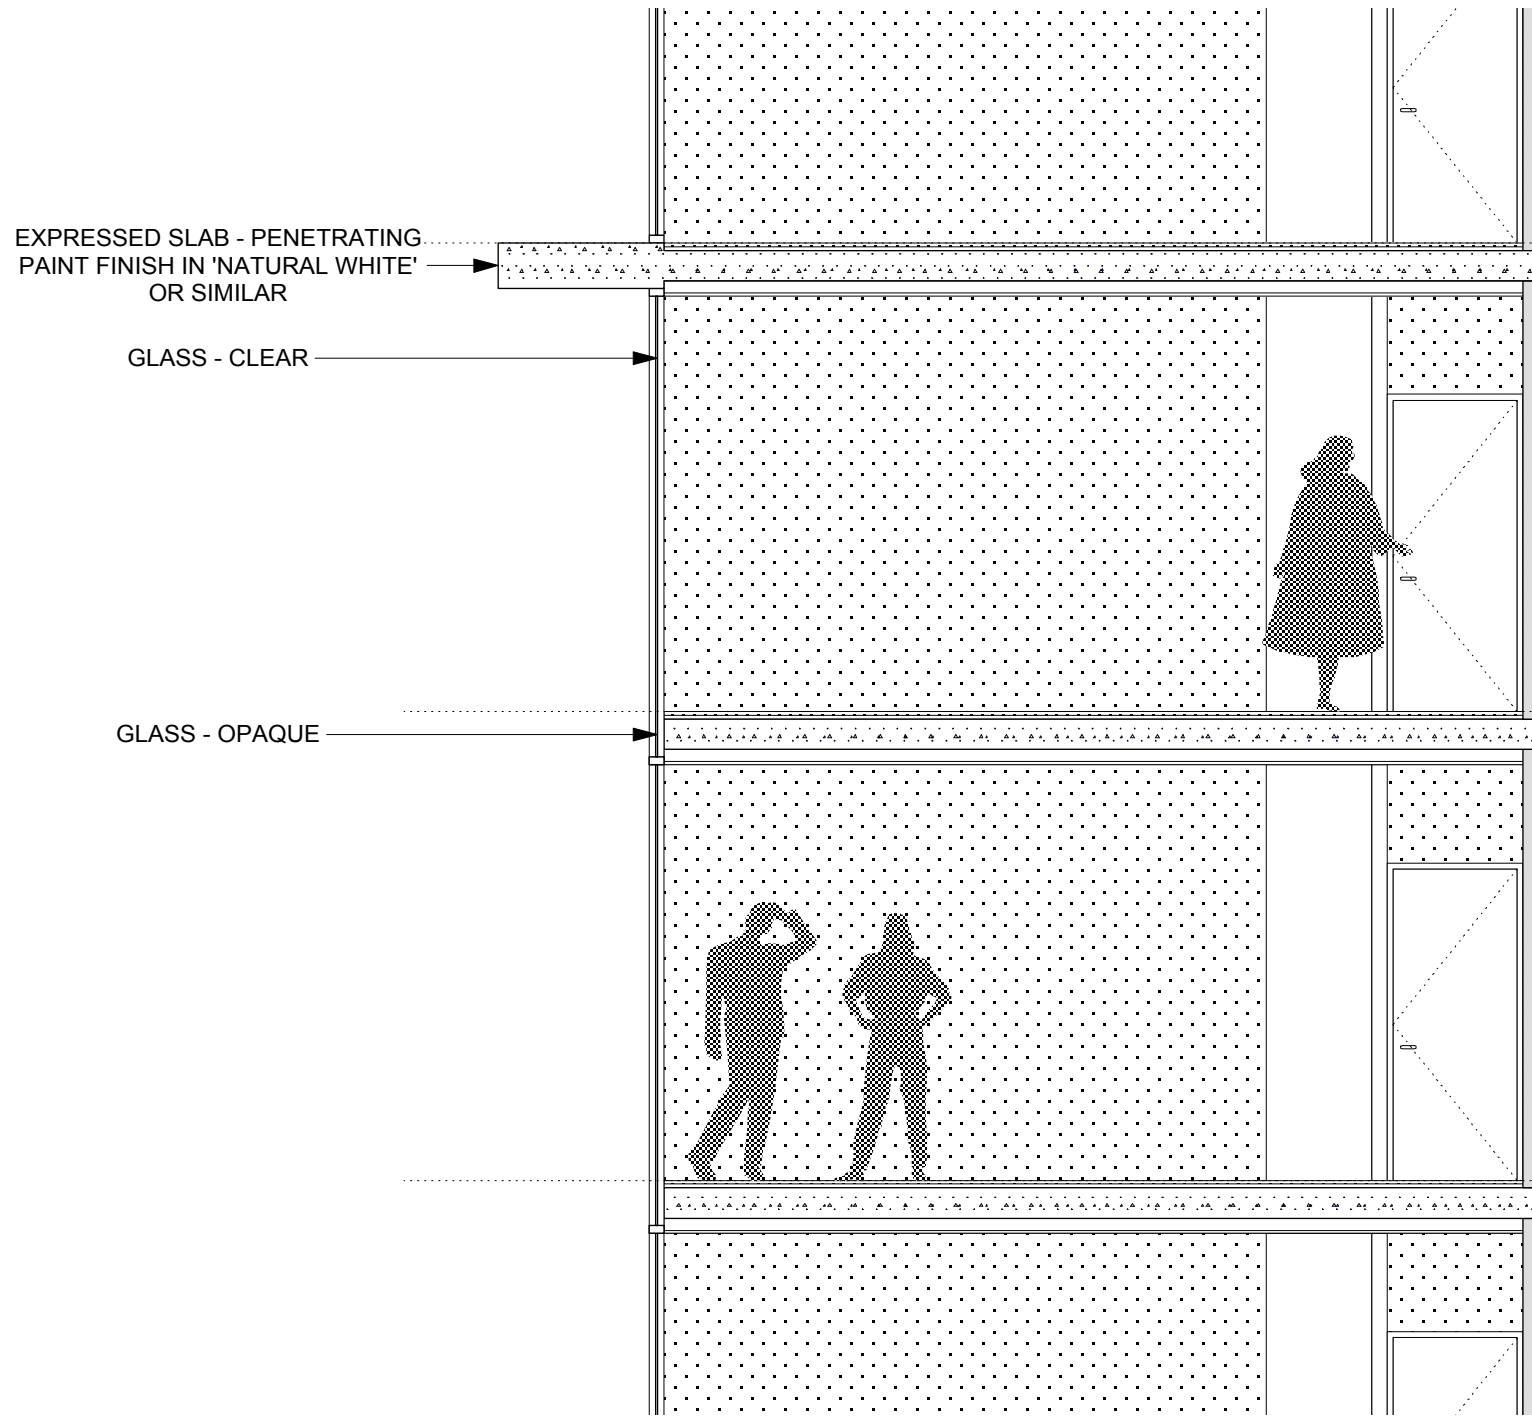 EXPRESSED SLAB - PENETRATING
PAINT FINISH IN 'NATURAL WHITE'
OR SIMILAR
GLASS - CLEAR
GLASS - OPAQUE